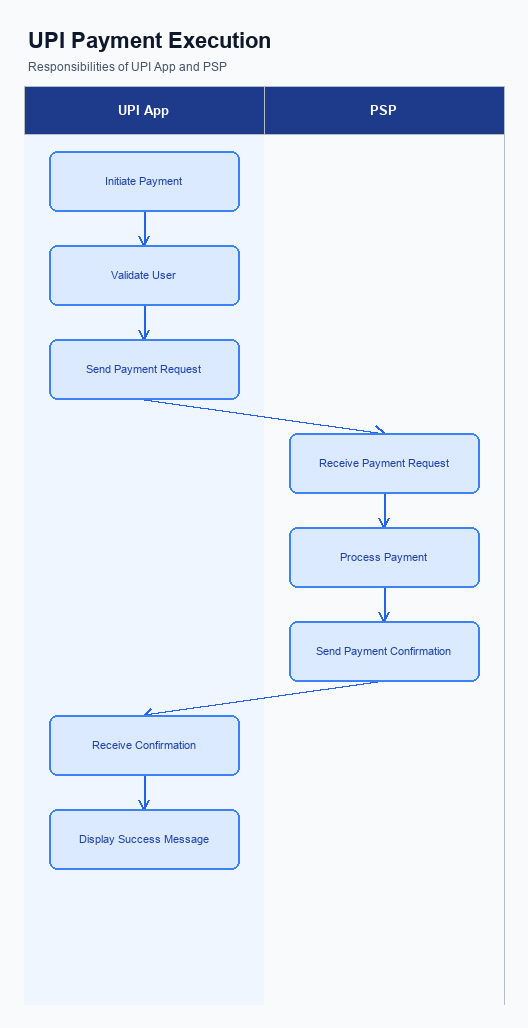 UPI Payment Execution
Responsibilities of UPI App and PSP
UPI App
PSP
Initiate Payment
Validate User
Send Payment Request
Receive Payment Request
Process Payment
Send Payment Confirmation
Receive Confirmation
Display Success Message